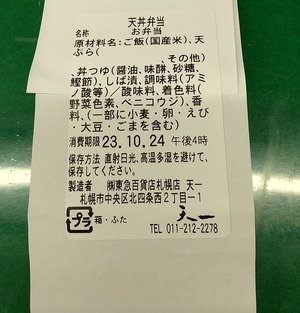 天丼弁当
名称　　お弁当
原材料名：ご飯(国産米)、天
ぷら(
、その他)
、丼つゆ(醤油、味醂、砂糖、
鰹節)、しば漬、調味料(アミ
ノ酸等)／酸味料、着色料(
野菜色素、ベニコウジ)、香
料、(一部に小麦・卵・えび
・大豆・ごまを含む)
消費期限23.10.24 午後4時
保存方法 直射日光、高温多湿を避けて、
保存して下さい。
製造者　㈱東急百貨店札幌店 天一
札幌市中央区北四条西２丁目－１
プラ 箱・ふた
天一
TEL 011-212-2278